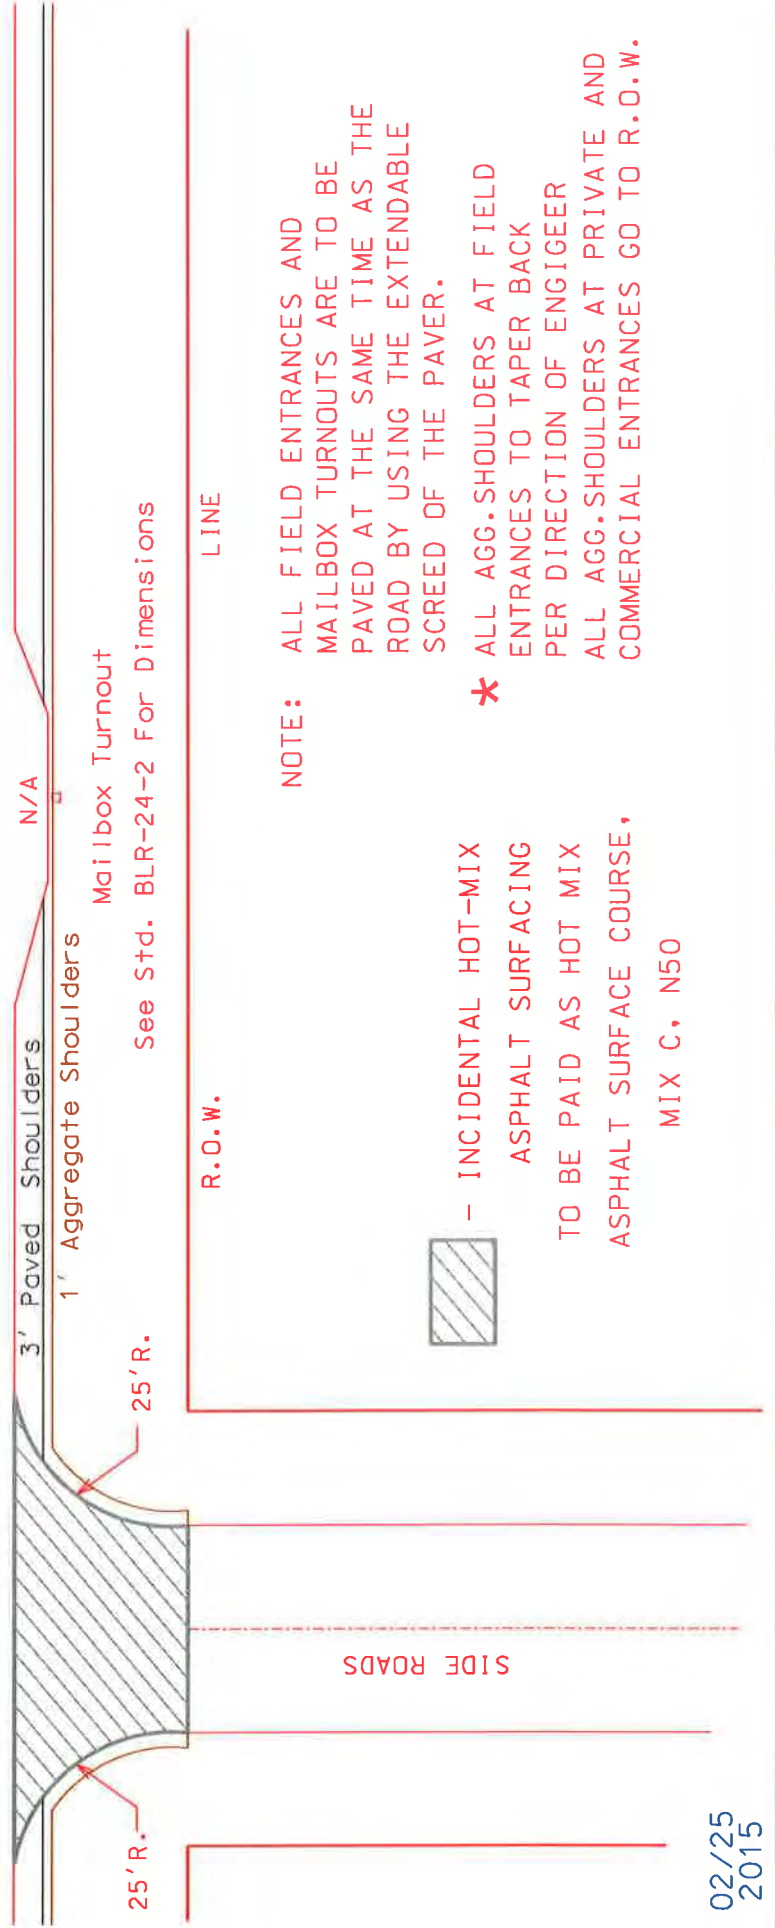 3' Paved Shoulders
1' Aggregate Shoulders
N/A
Mailbox Turnout
See Std. BLR-24-2 For Dimensions
25'R.
25'R.
R.O.W.
LINE
SIDE ROADS
NOTE: ALL FIELD ENTRANCES AND
MAILBOX TURNOUTS ARE TO BE
PAVED AT THE SAME TIME AS THE
ROAD BY USING THE EXTENDABLE
SCREED OF THE PAVER.
* ALL AGG.SHOULDERS AT FIELD
ENTRANCES TO TAPER BACK
PER DIRECTION OF ENGIGEER
ALL AGG.SHOULDERS AT PRIVATE AND
COMMERCIAL ENTRANCES GO TO R.O.W.
- INCIDENTAL HOT-MIX
ASPHALT SURFACING
TO BE PAID AS HOT MIX
ASPHALT SURFACE COURSE,
MIX C, N50
02/25
2015